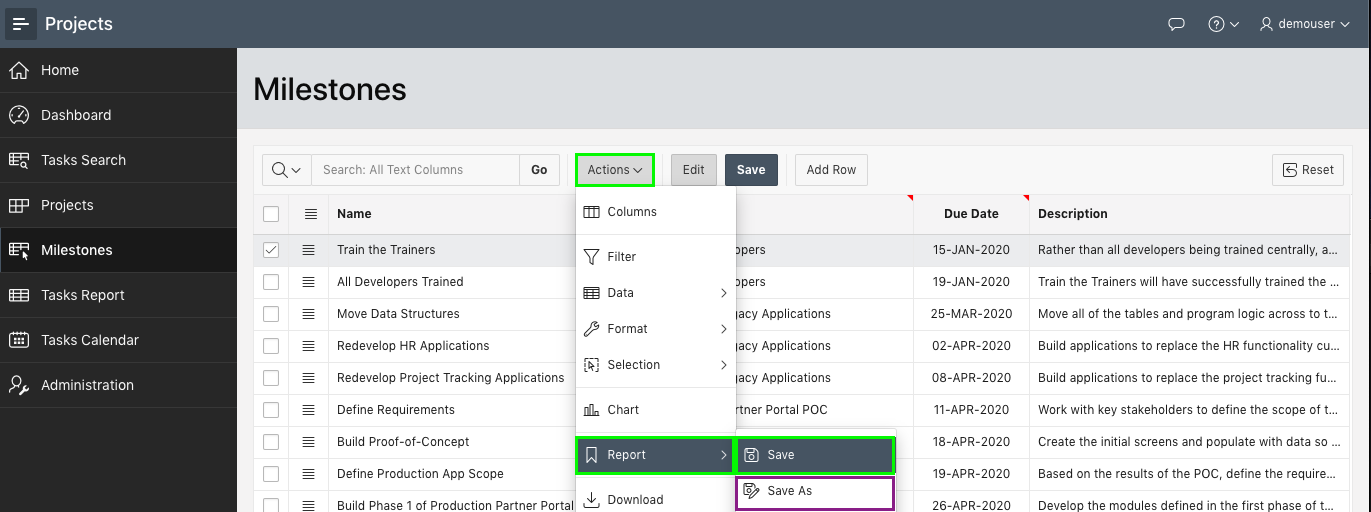 Projects
demouser
Home
Dashboard
Tasks Search
Projects
Milestones
Tasks Report
Tasks Calendar
Administration
Milestones
Search: All Text Columns
Go
Actions
Edit
Save
Add Row
Reset
Name
Due Date
Description
Train the Trainers
opers
15-JAN-2020
Rather than all developers being trained centrally, a...
All Developers Trained
opers
19-JAN-2020
Train the Trainers will have successfully trained the ...
Move Data Structures
gacy Applications
25-MAR-2020
Move all of the tables and program logic across to t...
Redevelop HR Applications
gacy Applications
02-APR-2020
Build applications to replace the HR functionality cu...
Redevelop Project Tracking Applications
gacy Applications
08-APR-2020
Build applications to replace the project tracking fu...
Define Requirements
rtner Portal POC
11-APR-2020
Work with key stakeholders to define the scope of t...
Build Proof-of-Concept
18-APR-2020
Create the initial screens and populate with data so ...
Define Production App Scope
19-APR-2020
Based on the results of the POC, define the require...
Build Phase 1 of Production Partner Portal
26-APR-2020
Develop the modules defined in the first phase of t...
Columns
Filter
Data
Format
Selection
Chart
Report
Download
Save
Save As